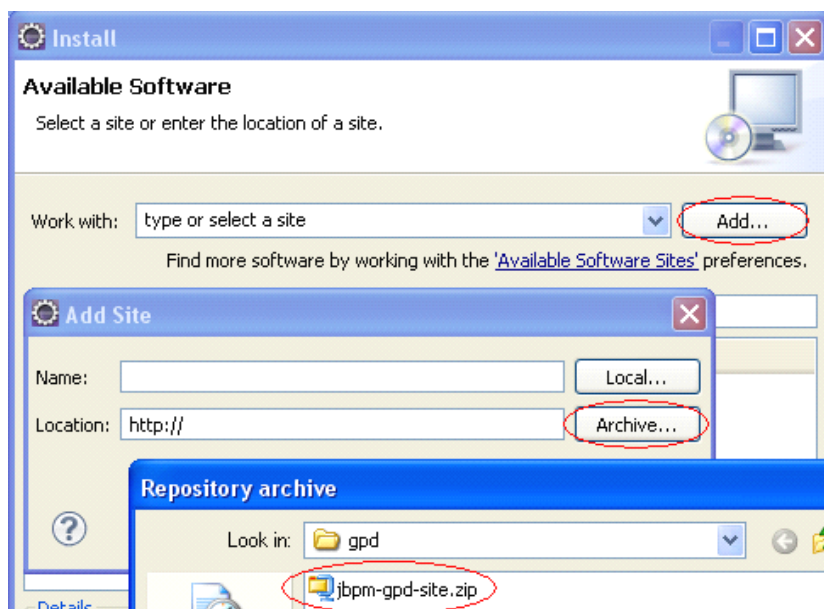 Install
Available Software
Select a site or enter the location of a site.
Work with: type or select a site Add...
Find more software by working with the 'Available Software Sites' preferences.
Add Site
Name: Local...
Location: http:// Archive...
Repository archive
Look in: gpd
jbpm-gpd-site.zip
Details